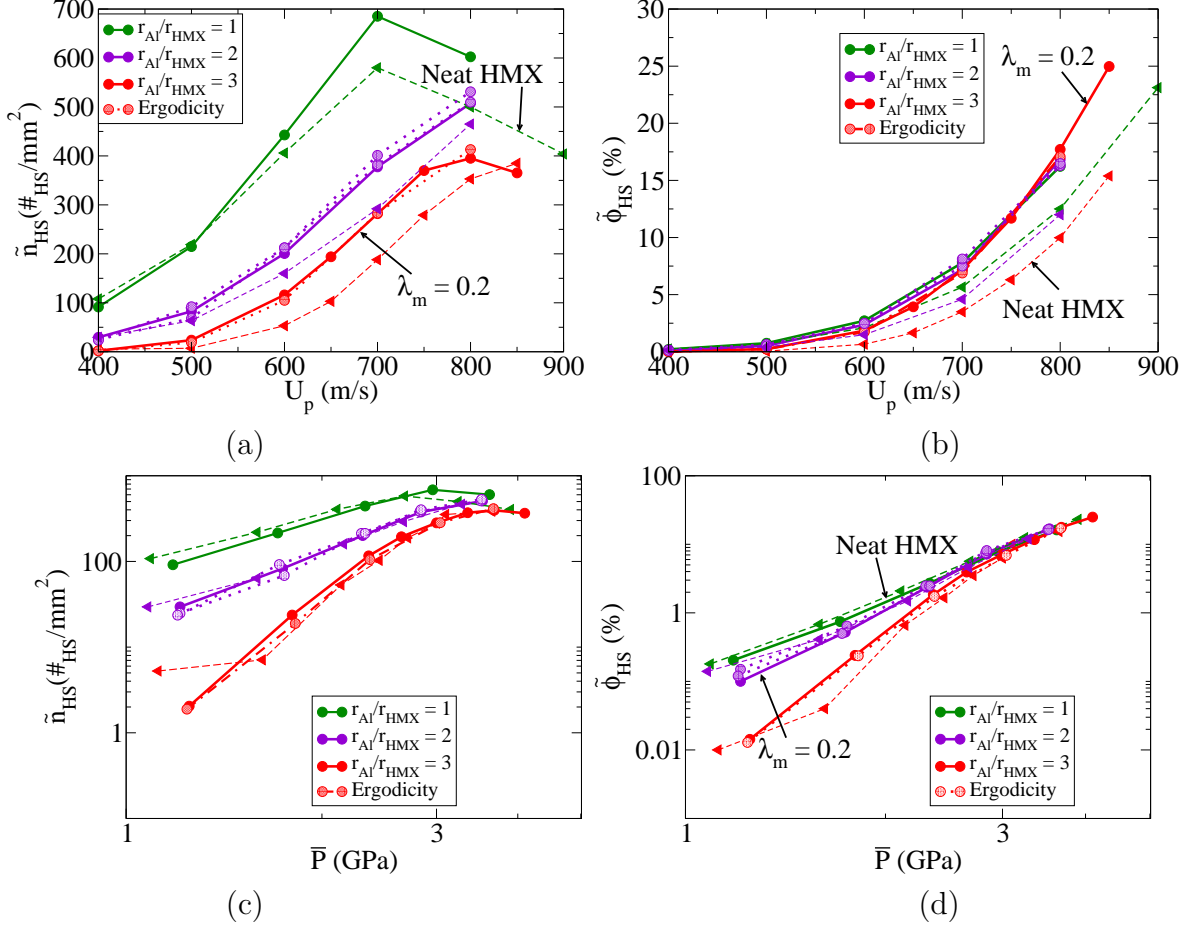 700
600
500
400
300
200
100
0
ñ_HS(#_HS/mm²)
400 500 600 700 800 900
U_p (m/s)
r_Al/r_HMX = 1
r_Al/r_HMX = 2
r_Al/r_HMX = 3
Ergodicity
Neat HMX
λ_m = 0.2
(a)
30
25
20
15
10
5
0
ϕ̃_HS (%)
400 500 600 700 800 900
U_p (m/s)
r_Al/r_HMX = 1
r_Al/r_HMX = 2
r_Al/r_HMX = 3
Ergodicity
λ_m = 0.2
Neat HMX
(b)
100
1
ñ_HS(#_HS/mm²)
1 3
P̅ (GPa)
r_Al/r_HMX = 1
r_Al/r_HMX = 2
r_Al/r_HMX = 3
Ergodicity
(c)
100
1
0.01
ϕ̃_HS (%)
1 3
P̅ (GPa)
Neat HMX
λ_m = 0.2
r_Al/r_HMX = 1
r_Al/r_HMX = 2
r_Al/r_HMX = 3
Ergodicity
(d)